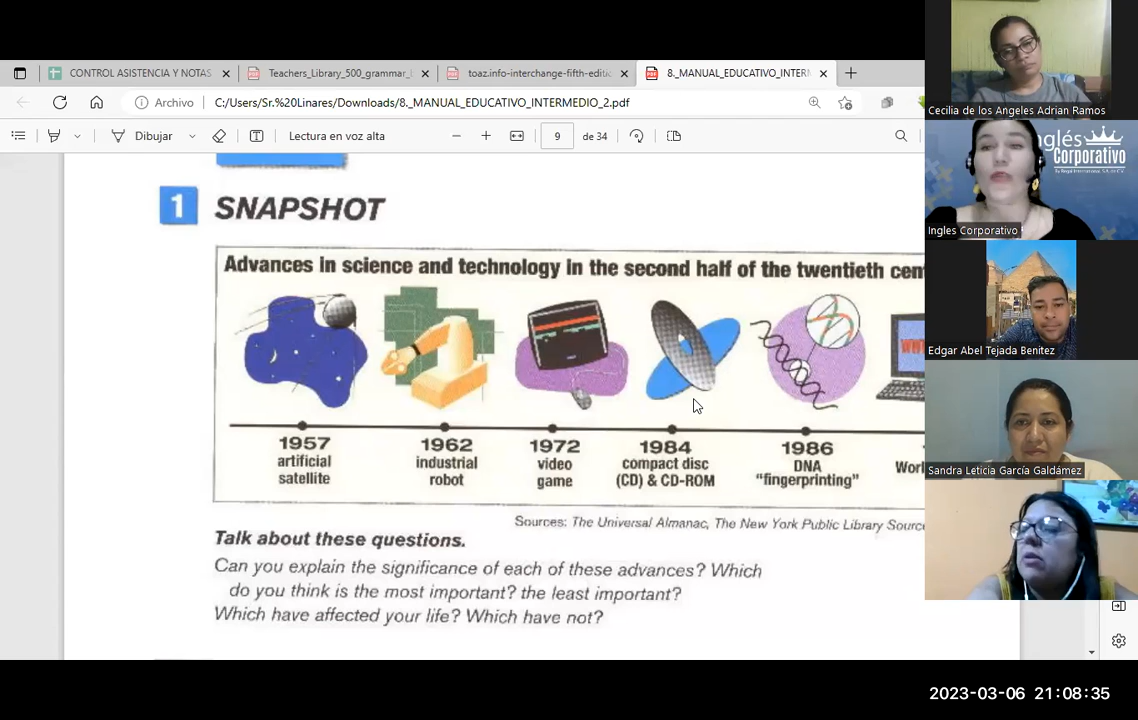 CONTROL ASISTENCIA Y NOTAS
Teachers_Library_500_grammar_
toaz.info-interchange-fifth-editi
8._MANUAL_EDUCATIVO_INTERM
Archivo
C:/Users/Sr.%20Linares/Downloads/8._MANUAL_EDUCATIVO_INTERMEDIO_2.pdf
Dibujar
Lectura en voz alta
9
de 34
1 SNAPSHOT
Advances in science and technology in the second half of the twentieth cen
1957
artificial
satellite
1962
industrial
robot
1972
video
game
1984
compact disc
(CD) & CD-ROM
1986
DNA
"fingerprinting"
Worl
Sources: The Universal Almanac, The New York Public Library Source
Talk about these questions.
Can you explain the significance of each of these advances? Which
do you think is the most important? the least important?
Which have affected your life? Which have not?
Cecilia de los Angeles Adrian Ramos
nglés
Corporativo
Ingles Corporativo
Edgar Abel Tejada Benitez
Sandra Leticia García Galdámez
2023-03-06 21:08:35